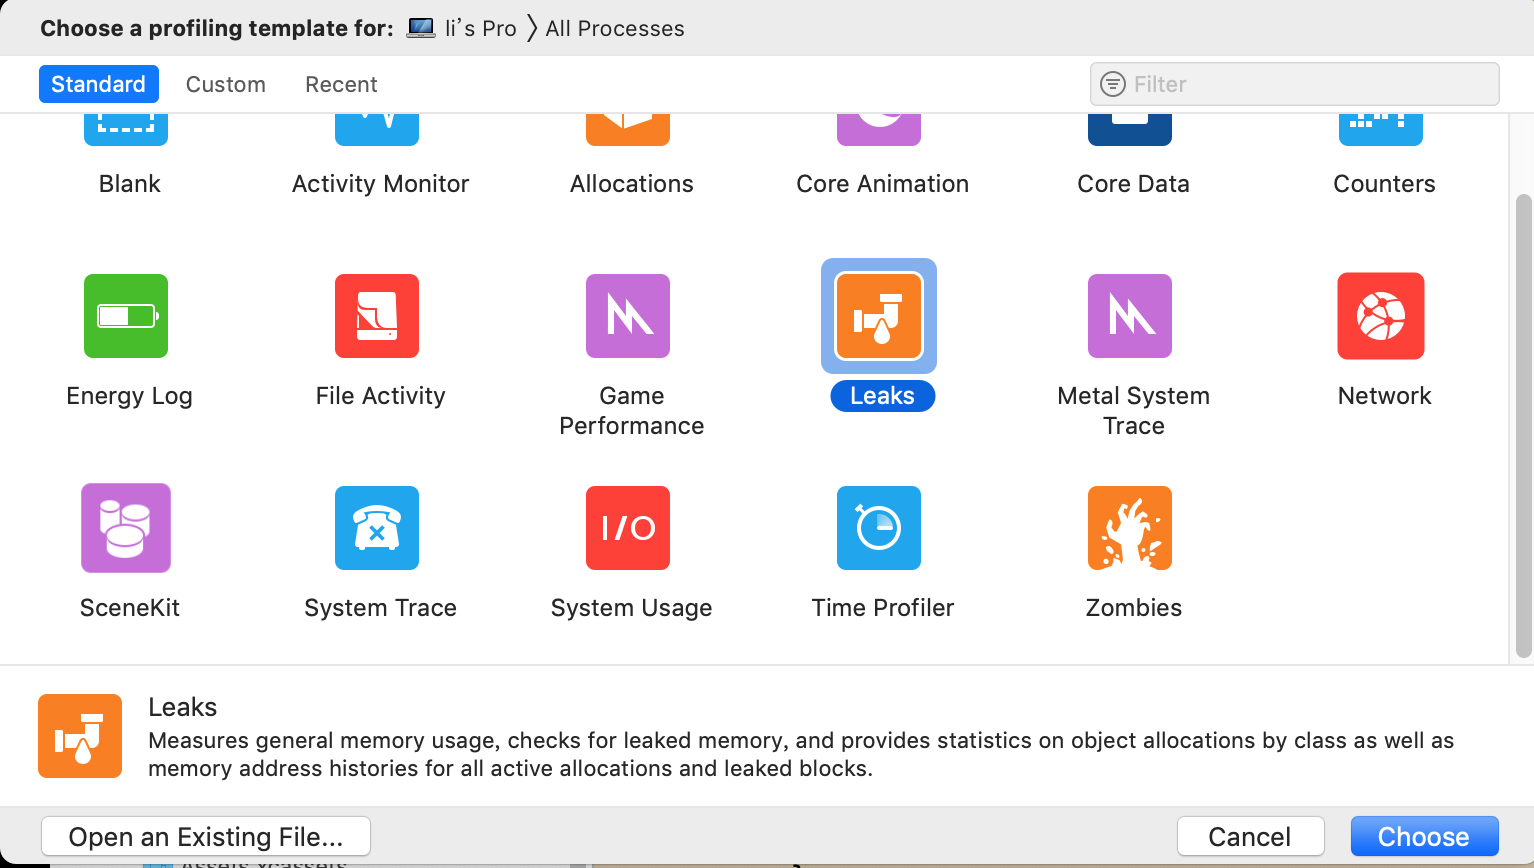 Choose a profiling template for: li’s Pro 〉All Processes
Standard Custom Recent Filter
Blank Activity Monitor Allocations Core Animation Core Data Counters
Energy Log File Activity Game Performance Leaks Metal System Trace Network
SceneKit System Trace I/O System Usage Time Profiler Zombies
Leaks
Measures general memory usage, checks for leaked memory, and provides statistics on object allocations by class as well as
memory address histories for all active allocations and leaked blocks.
Open an Existing File... Cancel Choose
Assets.xcassets